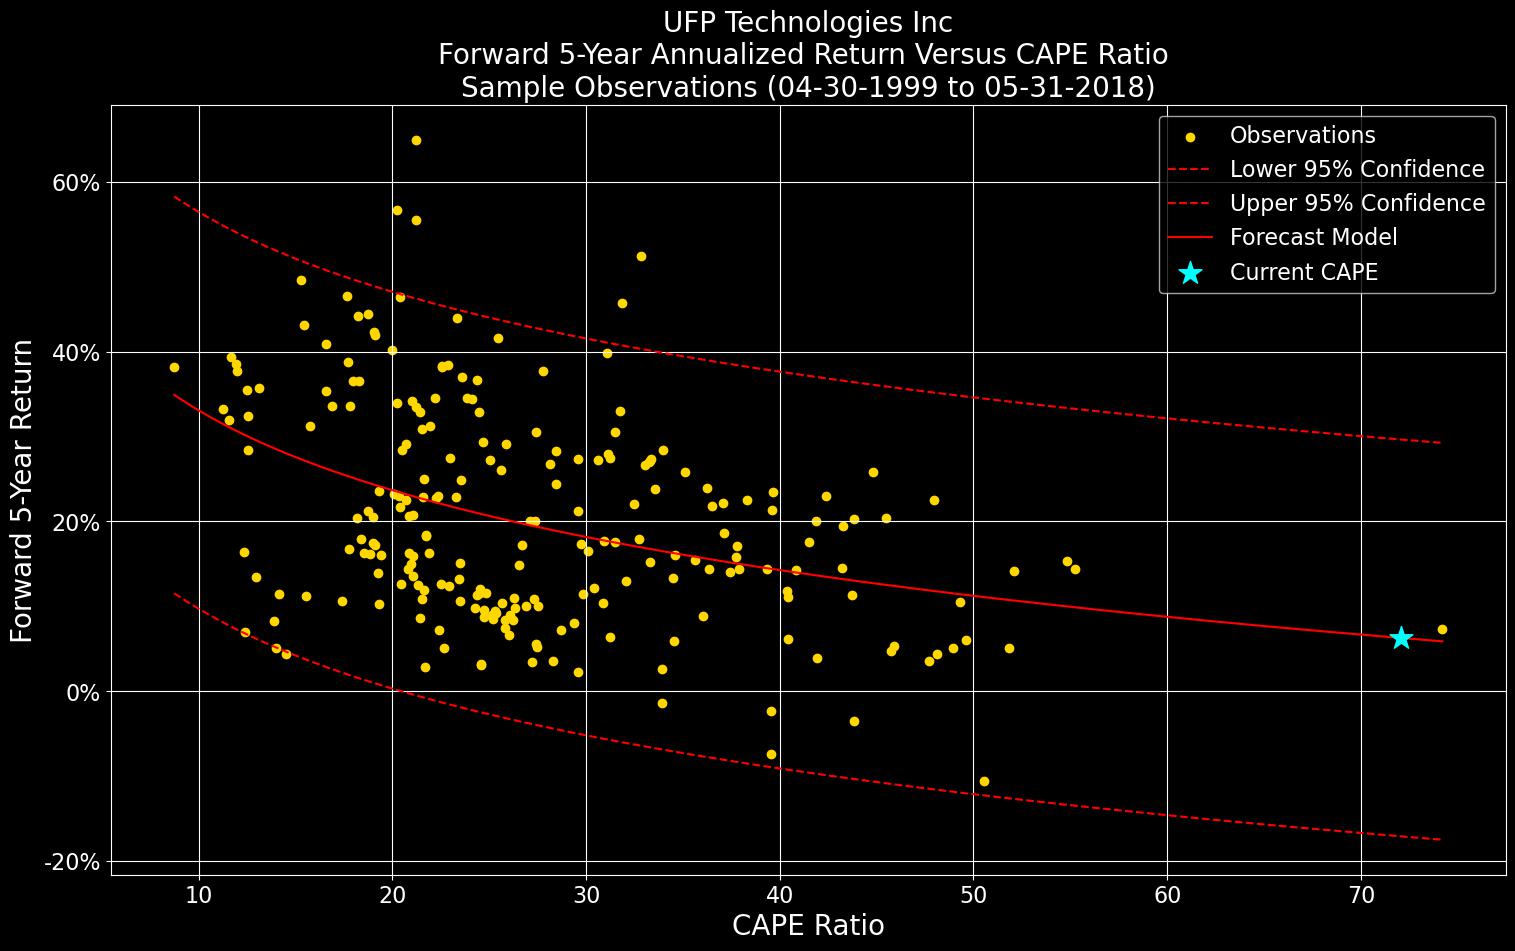 UFP Technologies Inc
Forward 5-Year Annualized Return Versus CAPE Ratio
Sample Observations (04-30-1999 to 05-31-2018)
Observations
Lower 95% Confidence
Upper 95% Confidence
Forecast Model
Current CAPE
Forward 5-Year Return
60%
40%
20%
0%
-20%
10 20 30 40 50 60 70
CAPE Ratio